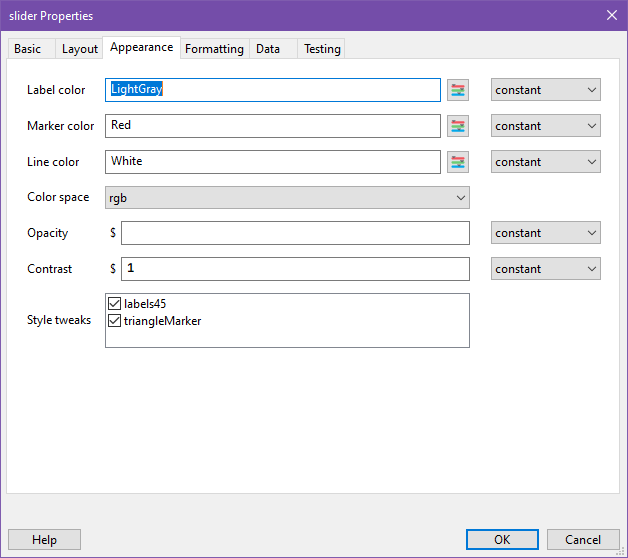 slider Properties
Basic Layout Appearance Formatting Data Testing
Label color LightGray constant
Marker color Red constant
Line color White constant
Color space rgb
Opacity $ constant
Contrast $ 1 constant
labels45
Style tweaks triangleMarker
Help OK Cancel